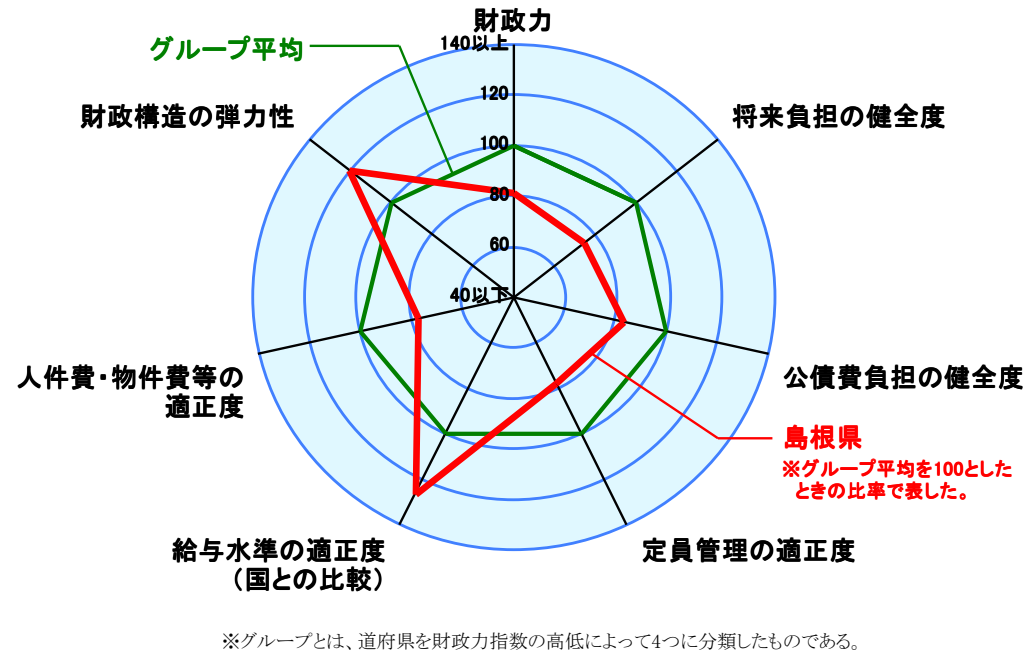 財政力
140以上
グループ平均
120
財政構造の弾力性
将来負担の健全度
100
80
60
40以下
人件費・物件費等の
適正度
公債費負担の健全度
島根県
※グループ平均を100とした
ときの比率で表した。
給与水準の適正度
（国との比較）
定員管理の適正度
※グループとは、道府県を財政力指数の高低によって4つに分類したものである。